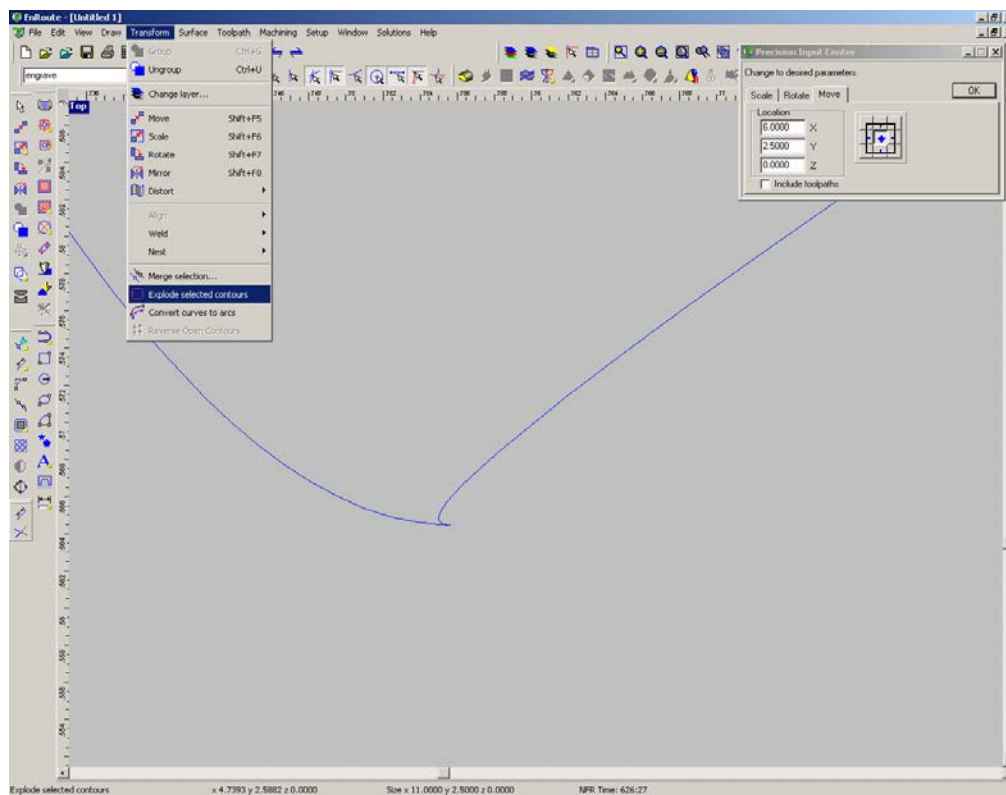 EnRoute - [Untitled 1]
File Edit View Draw Transform Surface Toolpath Machining Setup Window Solutions Help
engrave
Group Ctrl+G
Ungroup Ctrl+U
Change layer...
Move Shift+F5
Scale Shift+F6
Rotate Shift+F7
Mirror Shift+F8
Distort
Align
Weld
Nest
Merge selection...
Explode selected contours
Convert curves to arcs
Reverse Open Contours
Top
Precision Input Center
Change to desired parameters.
OK
Scale Rotate Move
Location
6.0000 X
2.5000 Y
0.0000 Z
Include toolpaths
Explode selected contours x 4.7393 y 2.5882 z 0.0000 Size x 11.0000 y 2.5000 z 0.0000 NFR Time: 626:27